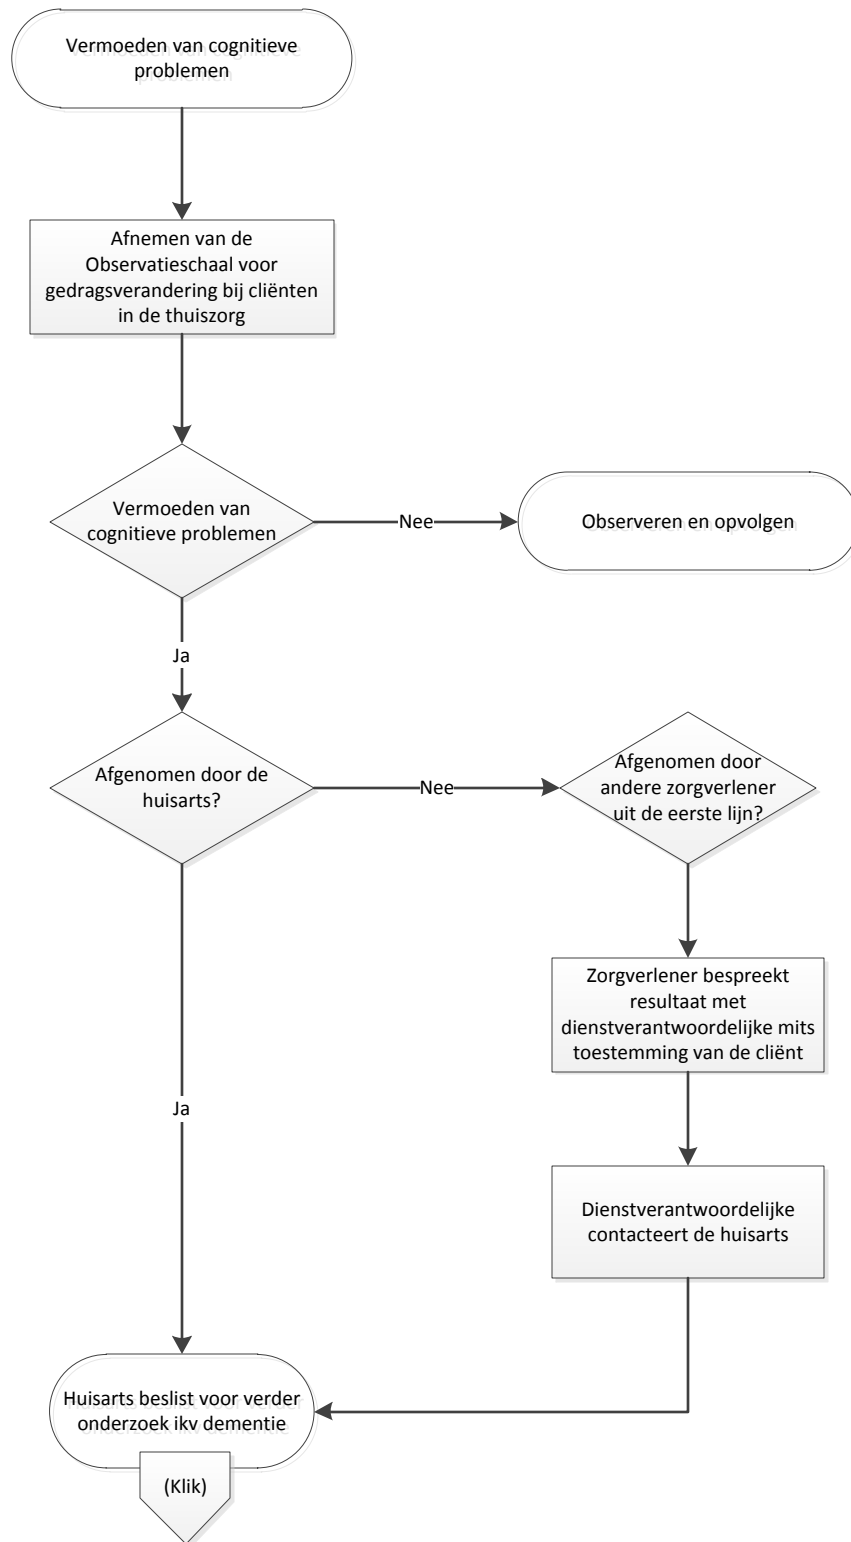 Vermoeden van cognitieve
problemen
Afnemen van de
Observatieschaal voor
gedragsverandering bij cliënten
in de thuiszorg
Vermoeden van
cognitieve problemen
Nee
Observeren en opvolgen
Ja
Afgenomen door de
huisarts?
Nee
Afgenomen door
andere zorgverlener
uit de eerste lijn?
Zorgverlener bespreekt
resultaat met
dienstverantwoordelijke mits
toestemming van de cliënt
Ja
Dienstverantwoordelijke
contacteert de huisarts
Huisarts beslist voor verder
onderzoek ikv dementie
(Klik)